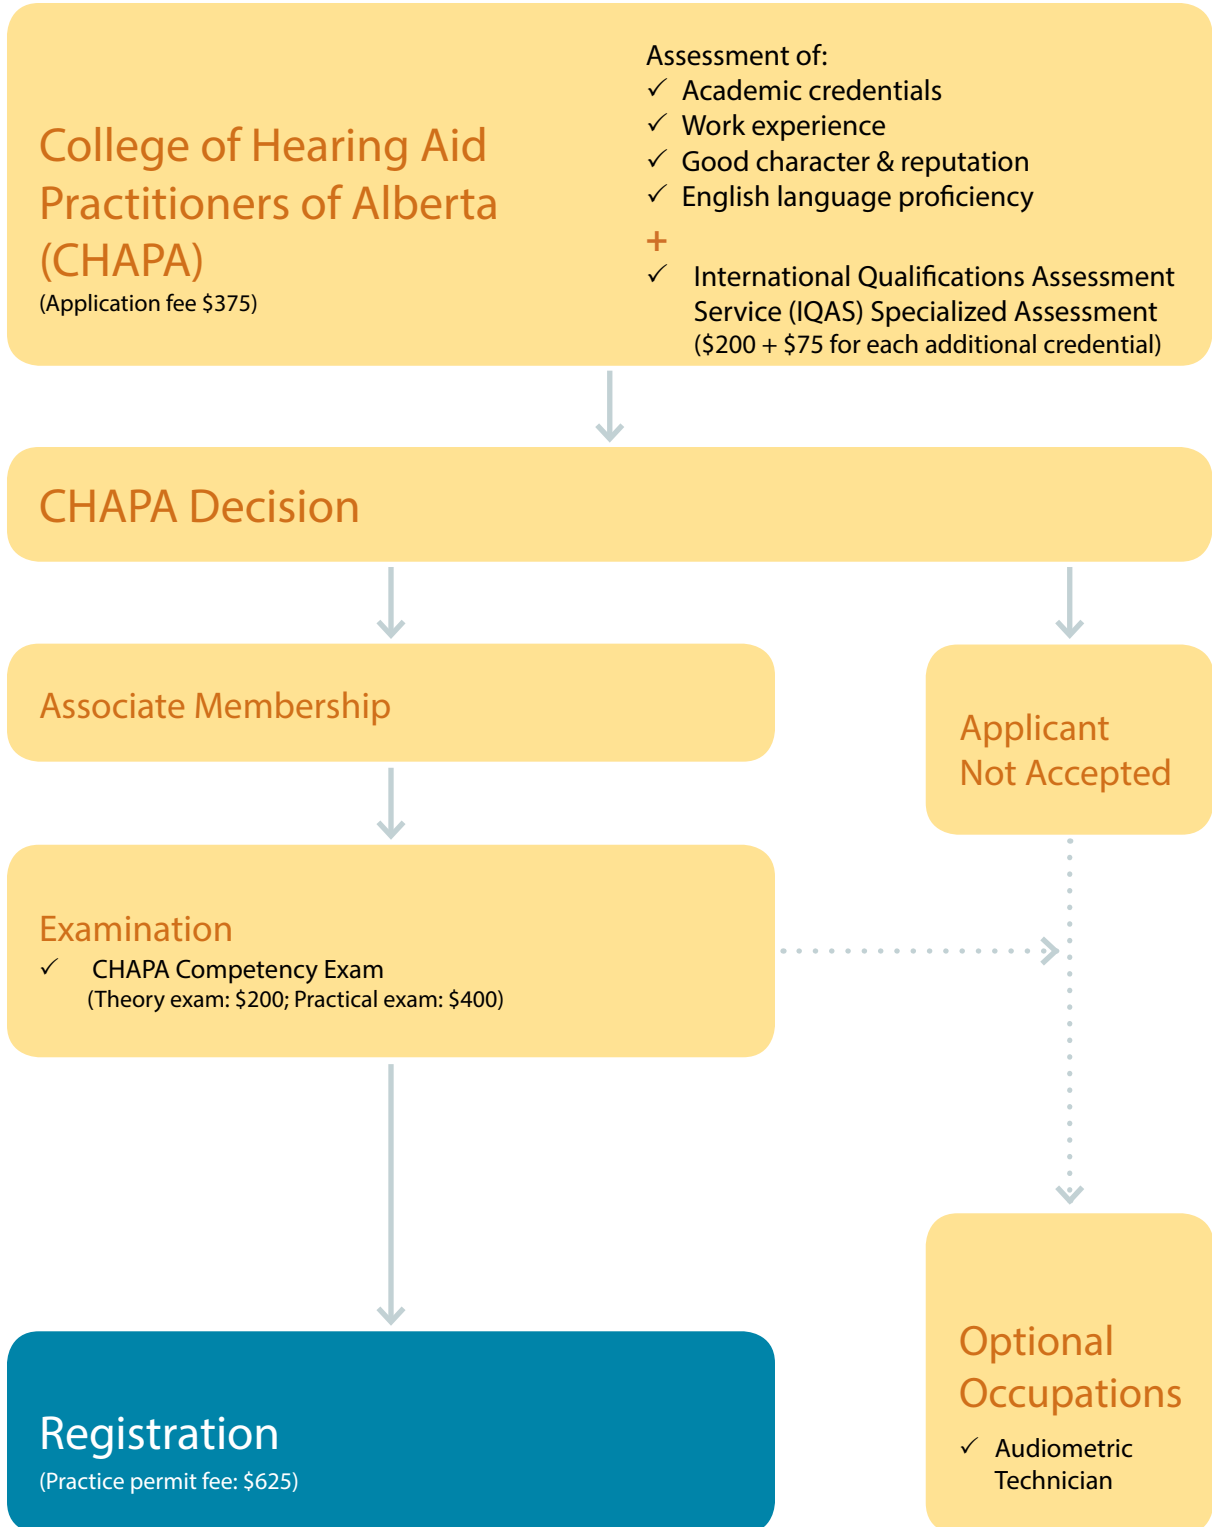 College of Hearing Aid
Practitioners of Alberta
(CHAPA)
(Application fee $375)
Assessment of:
✓ Academic credentials
✓ Work experience
✓ Good character & reputation
✓ English language proficiency
+
✓ International Qualifications Assessment
Service (IQAS) Specialized Assessment
($200 + $75 for each additional credential)
CHAPA Decision
Associate Membership
Applicant
Not Accepted
Examination
✓ CHAPA Competency Exam
(Theory exam: $200; Practical exam: $400)
Registration
(Practice permit fee: $625)
Optional
Occupations
✓ Audiometric
Technician